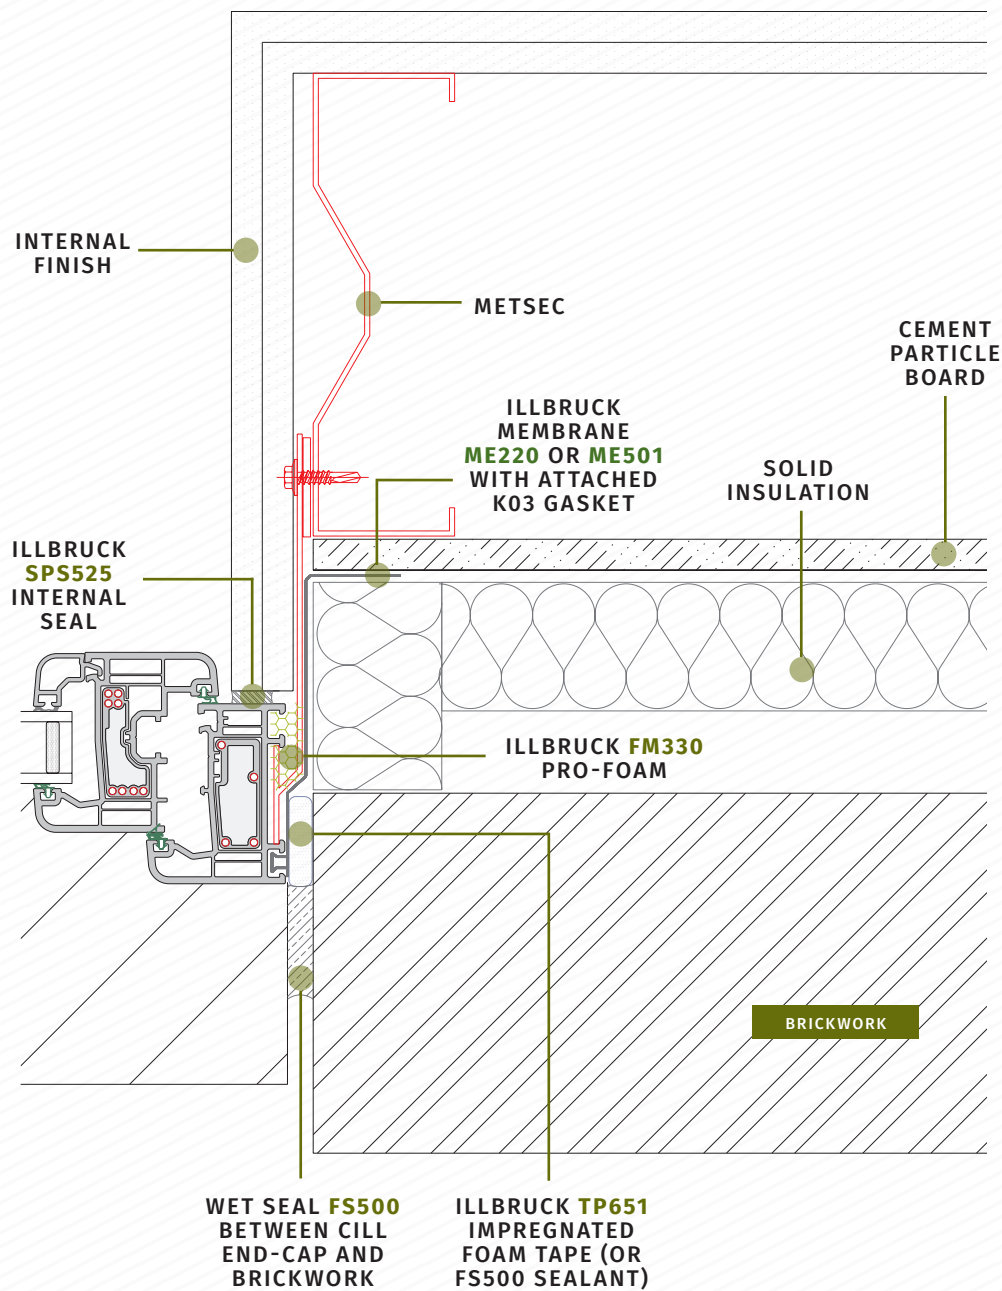 INTERNAL
FINISH
METSEC
CEMENT
PARTICLE
BOARD
ILLBRUCK
MEMBRANE
ME220 OR ME501
WITH ATTACHED
K03 GASKET
SOLID
INSULATION
ILLBRUCK
SPS525
INTERNAL
SEAL
ILLBRUCK FM330
PRO-FOAM
BRICKWORK
WET SEAL FS500
BETWEEN CILL
END-CAP AND
BRICKWORK
ILLBRUCK TP651
IMPREGNATED
FOAM TAPE (OR
FS500 SEALANT)